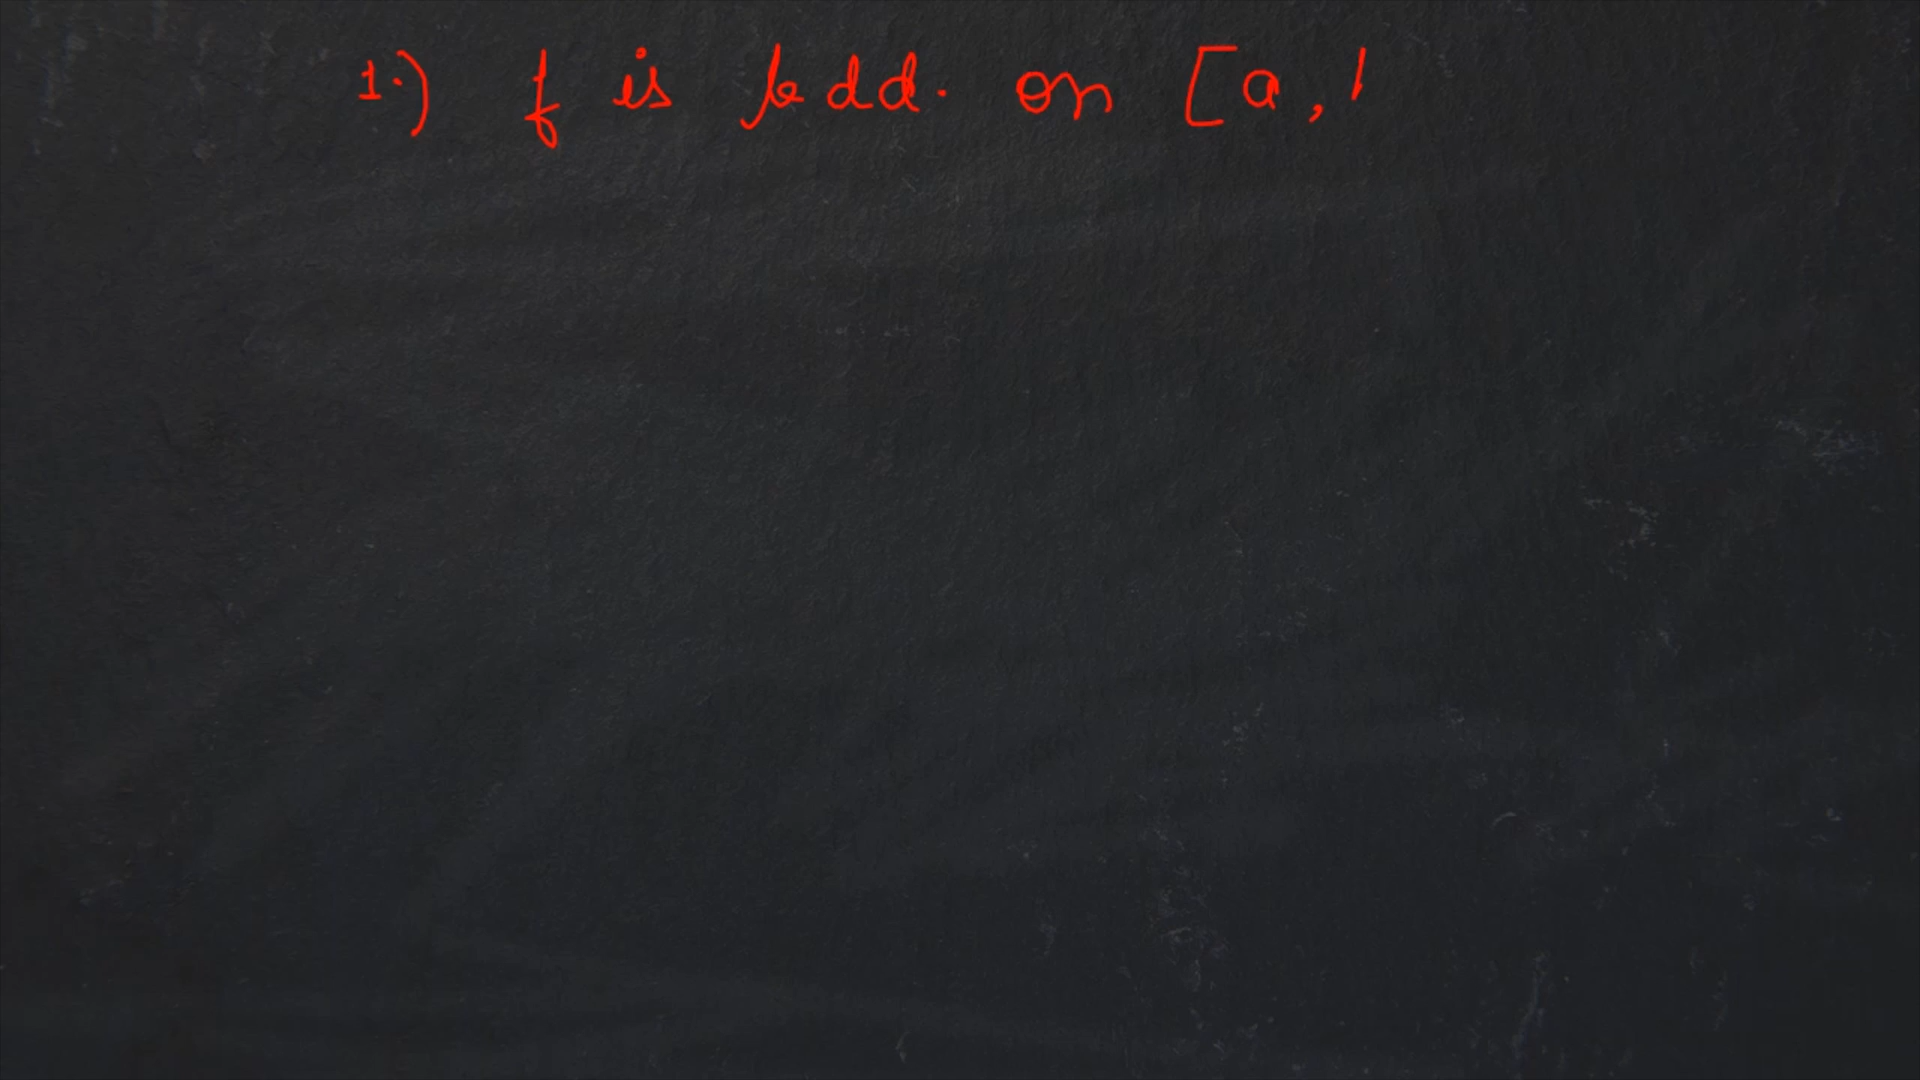 1.) f is bdd. on [a,